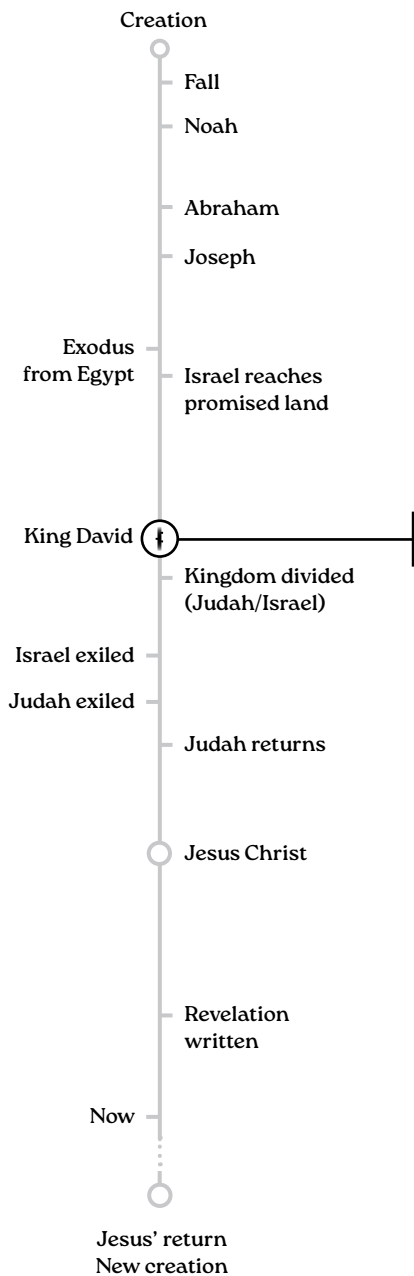 Creation
Fall
Noah
Abraham
Joseph
Exodus
from Egypt
Israel reaches
promised land
King David
Kingdom divided
(Judah/Israel)
Israel exiled
Judah exiled
Judah returns
Jesus Christ
Revelation
written
Now
Jesus’ return
New creation